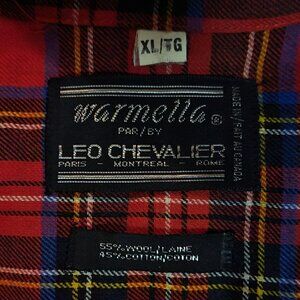 XL/TG
warmella ®
PAR/BY
LEO CHEVALIER
PARIS - MONTREAL - ROME
MADE IN/FAIT AU CANADA
55% WOOL/LAINE
45% COTTON/COTON